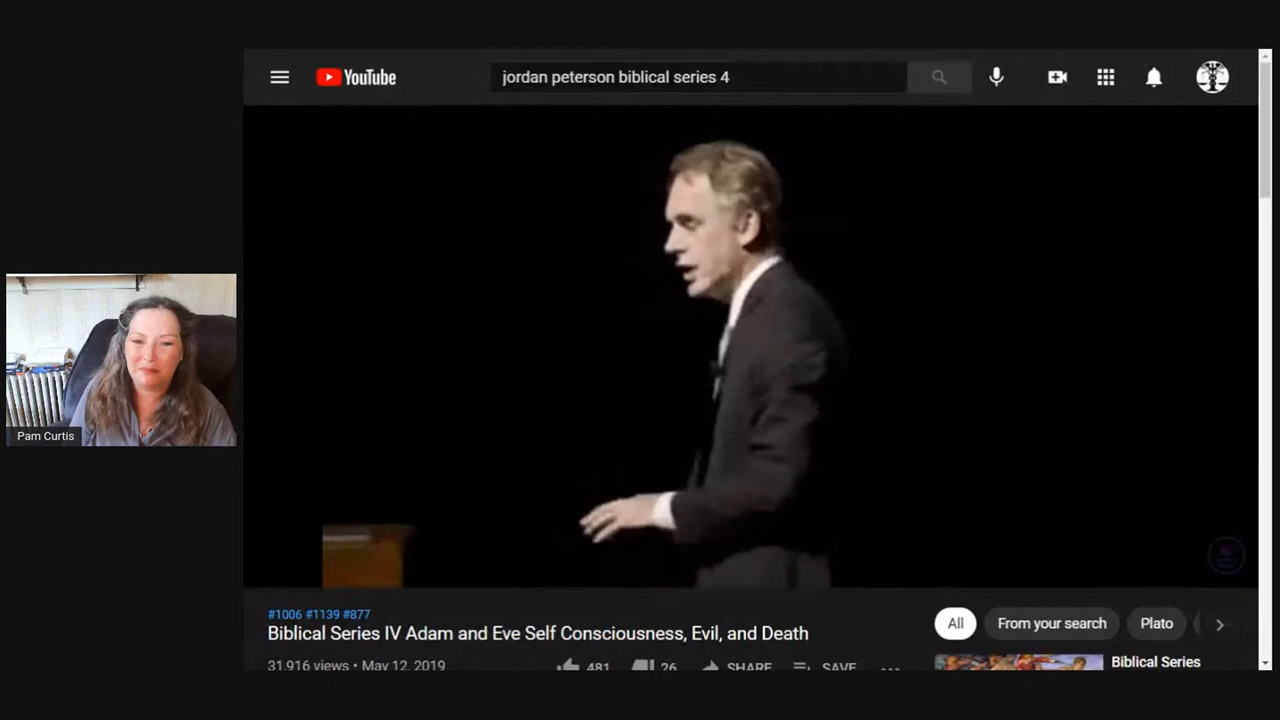 YouTube
jordan peterson biblical series 4
Pam Curtis
#1006 #1139 #877
Biblical Series IV Adam and Eve Self Consciousness, Evil, and Death
All
From your search
Plato
31,916 views • May 12, 2019
481
26
SHARE
SAVE
Biblical Series